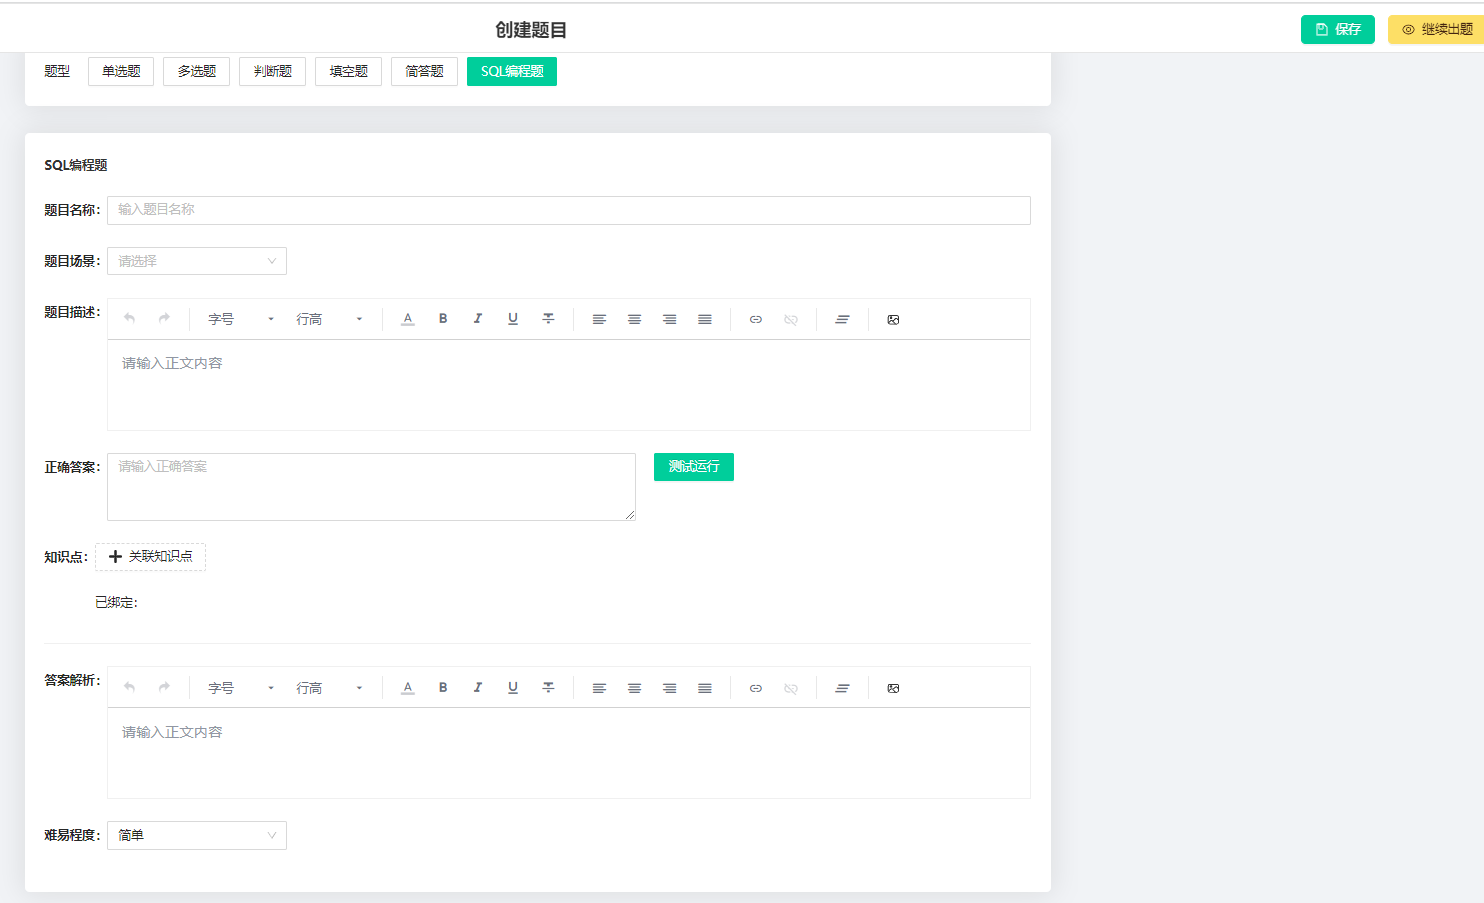 创建题目
保存
继续出题
题型 单选题 多选题 判断题 填空题 简答题 SQL编程题
SQL编程题
题目名称： 输入题目名称
题目场景： 请选择
题目描述： 字号 行高 A B I U T
请输入正文内容
正确答案： 请输入正确答案 测试运行
知识点： 关联知识点
已绑定：
答案解析： 字号 行高 A B I U T
请输入正文内容
难易程度： 简单